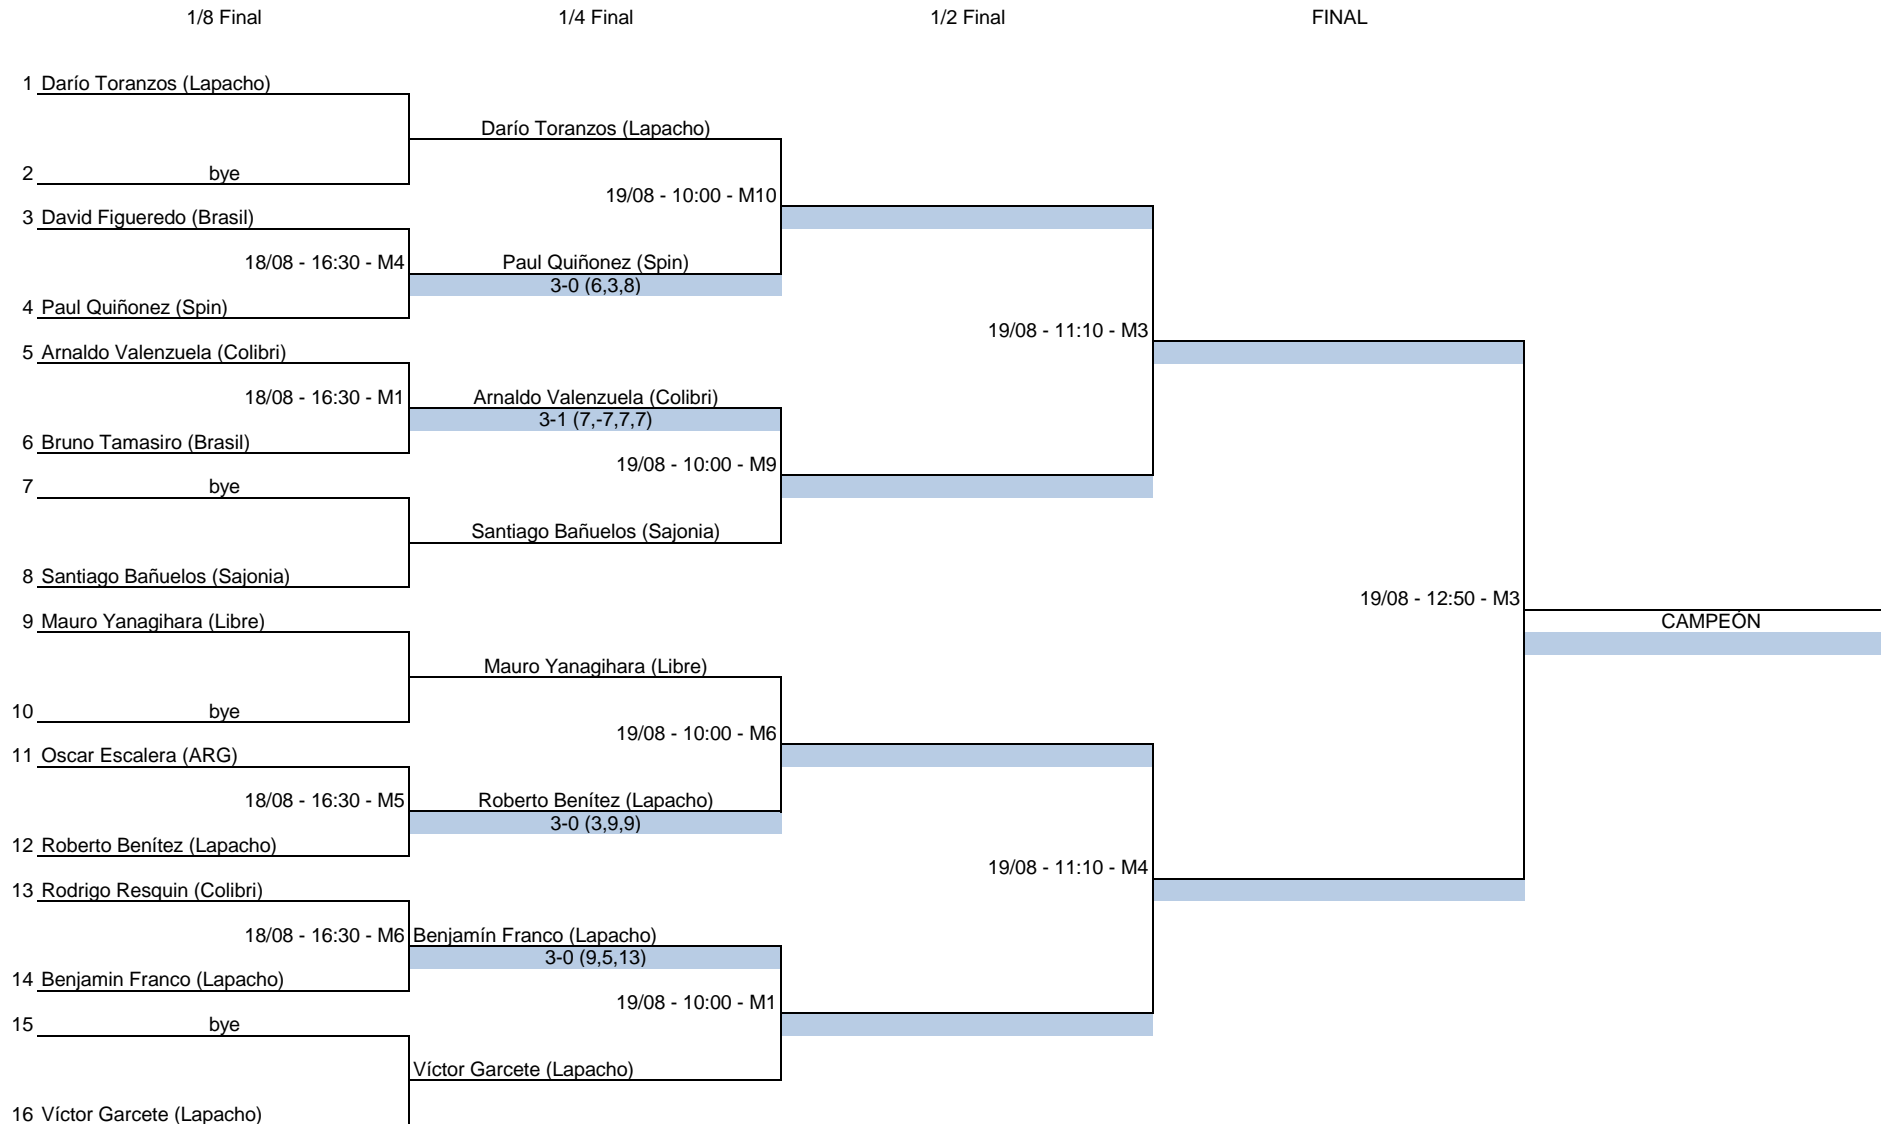 1/8 Final 1/4 Final 1/2 Final FINAL
1 Darío Toranzos (Lapacho)
Darío Toranzos (Lapacho)
2 bye
19/08 - 10:00 - M10
3 David Figueredo (Brasil)
18/08 - 16:30 - M4 Paul Quiñonez (Spin)
3-0 (6,3,8)
4 Paul Quiñonez (Spin)
19/08 - 11:10 - M3
5 Arnaldo Valenzuela (Colibri)
18/08 - 16:30 - M1 Arnaldo Valenzuela (Colibri)
3-1 (7,-7,7,7)
6 Bruno Tamasiro (Brasil)
19/08 - 10:00 - M9
7 bye
Santiago Bañuelos (Sajonia)
8 Santiago Bañuelos (Sajonia)
19/08 - 12:50 - M3
9 Mauro Yanagihara (Libre) CAMPEÓN
Mauro Yanagihara (Libre)
10 bye
19/08 - 10:00 - M6
11 Oscar Escalera (ARG)
18/08 - 16:30 - M5 Roberto Benítez (Lapacho)
3-0 (3,9,9)
12 Roberto Benítez (Lapacho)
19/08 - 11:10 - M4
13 Rodrigo Resquin (Colibri)
18/08 - 16:30 - M6 Benjamín Franco (Lapacho)
3-0 (9,5,13)
14 Benjamin Franco (Lapacho)
19/08 - 10:00 - M1
15 bye
Víctor Garcete (Lapacho)
16 Víctor Garcete (Lapacho)